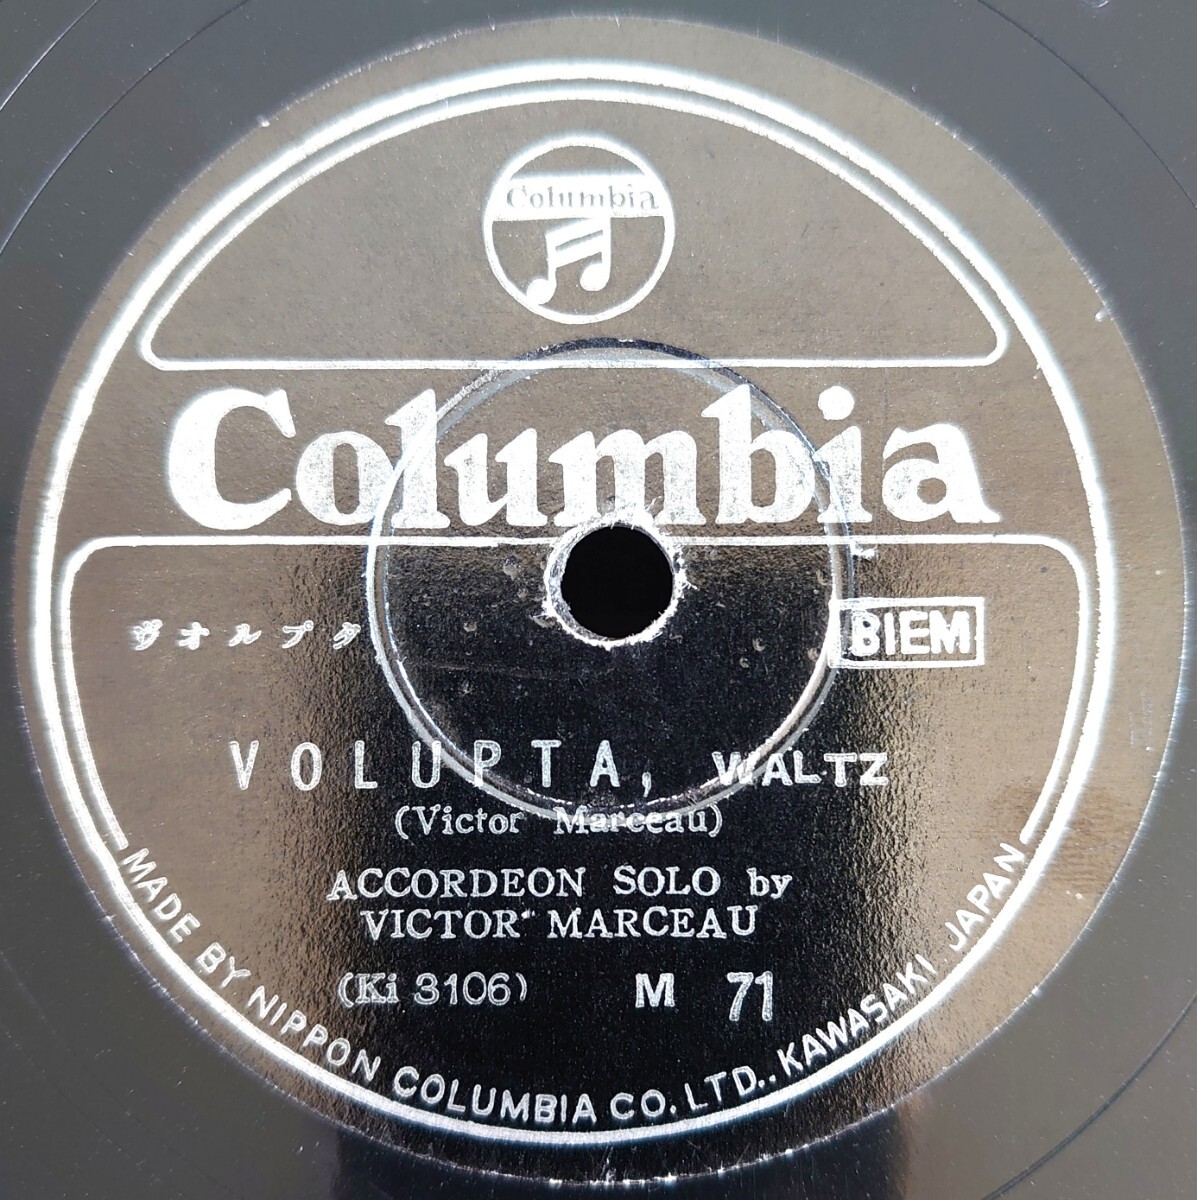 Columbia
Columbia
ヴオルプタ
BIEM
VOLUPTA, WALTZ
(Victor Marceau)
ACCORDEON SOLO by
VICTOR MARCEAU
(Ki 3106) M 71
MADE BY NIPPON COLUMBIA CO. LTD., KAWASAKI, JAPAN